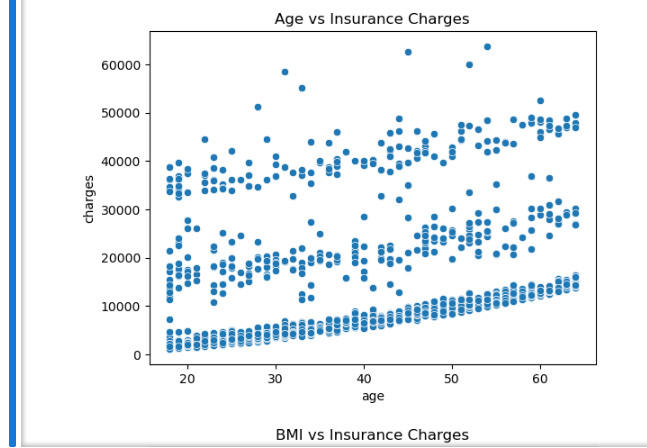 Age vs Insurance Charges
60000
50000
40000
30000
20000
10000
0
charges
20 30 40 50 60
age
BMI vs Insurance Charges